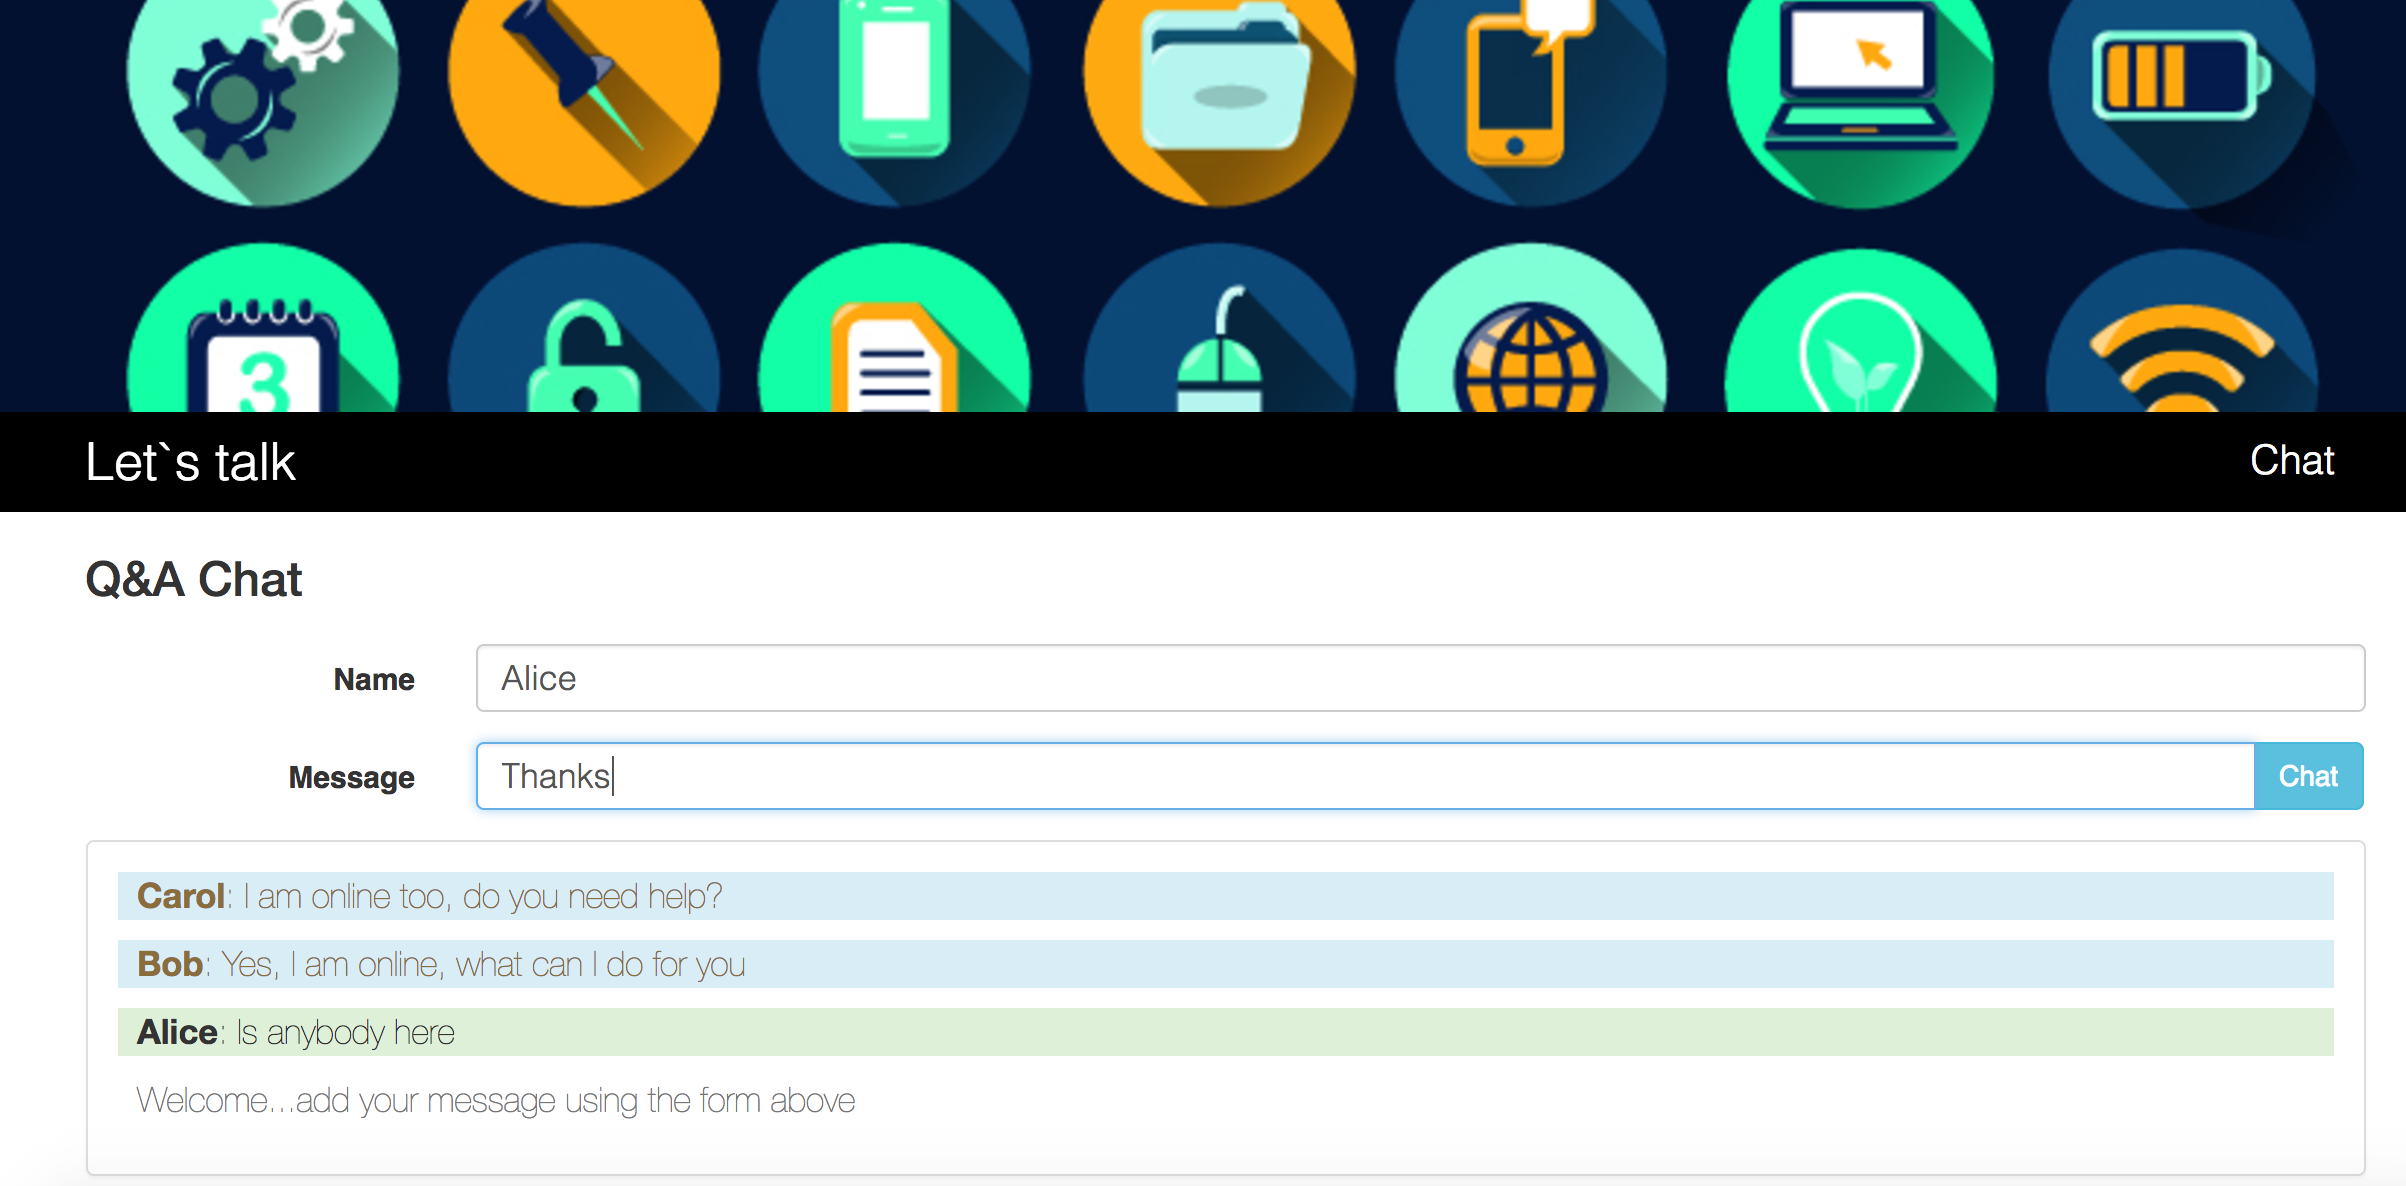 3
Let`s talk
Chat
Q&A Chat
Name
Alice
Message
Thanks
Chat
Carol: I am online too, do you need help?
Bob: Yes, I am online, what can I do for you
Alice: Is anybody here
Welcome...add your message using the form above